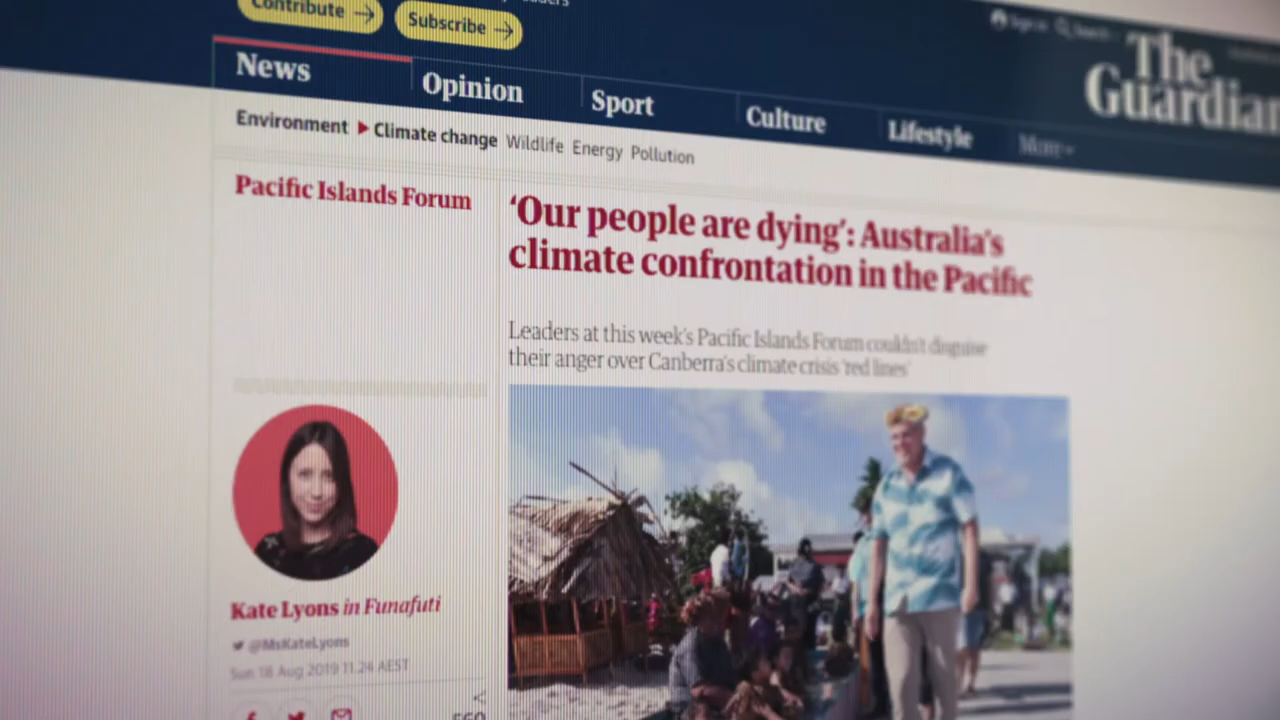 Contribute →
Subscribe →
The
Guardian
News
Opinion
Sport
Culture
Lifestyle
More
Environment ▶ Climate change Wildlife Energy Pollution
Pacific Islands Forum
‘Our people are dying’: Australia’s
climate confrontation in the Pacific
Leaders at this week’s Pacific Islands Forum couldn’t disguise
their anger over Canberra’s climate crisis ‘red lines’
Kate Lyons in Funafuti
@MsKateLyons
Sun 18 Aug 2019 11.24 AEST